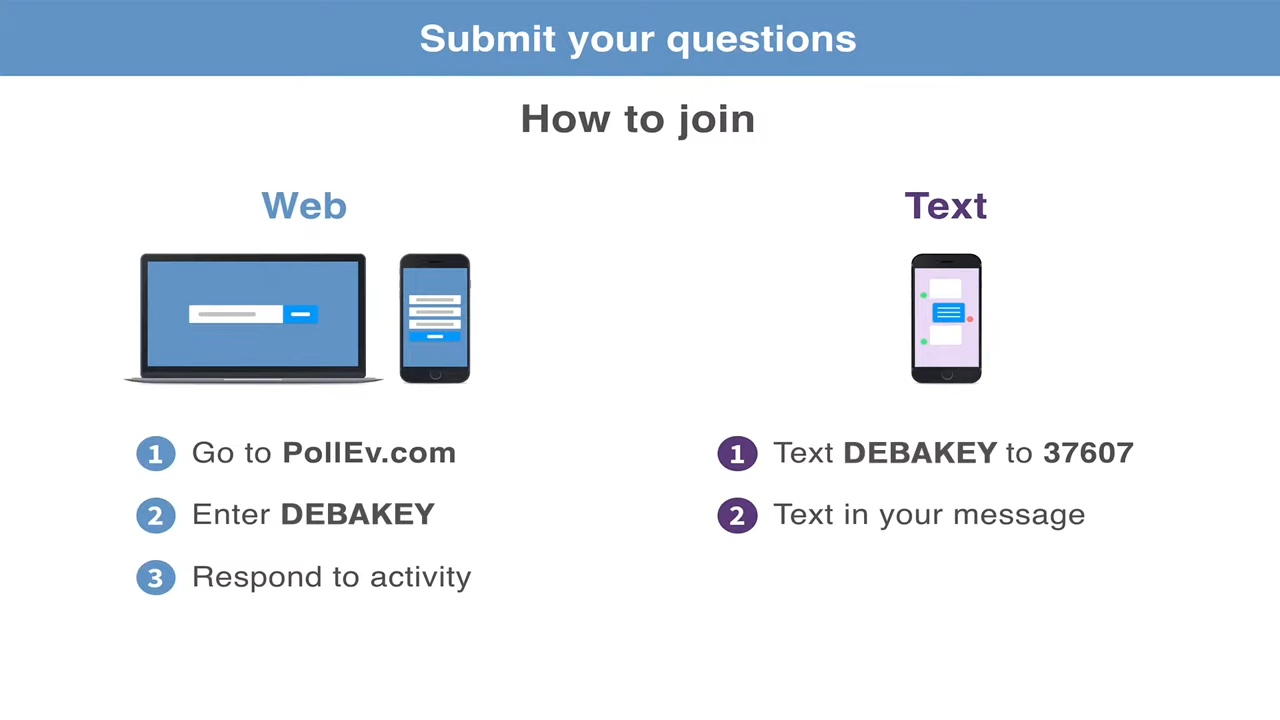 Submit your questions
How to join
Web
1 Go to PollEv.com
2 Enter DEBAKEY
3 Respond to activity
Text
1 Text DEBAKEY to 37607
2 Text in your message